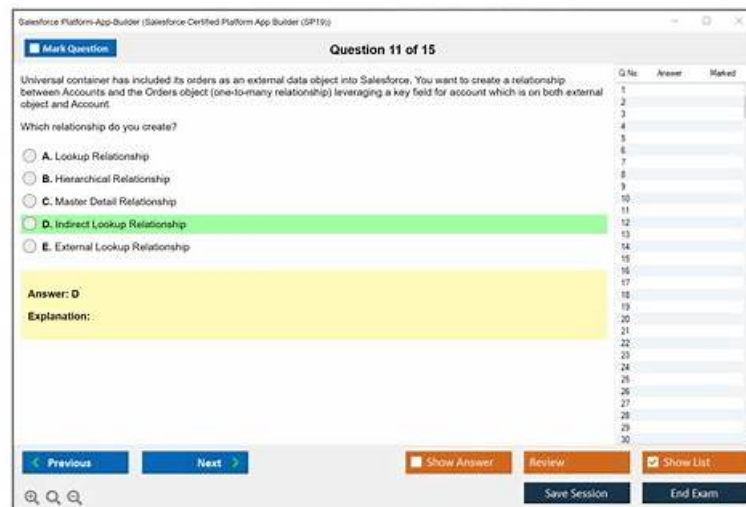 Salesforce Platform-App-Builder (Salesforce Certified Platform App Builder (SP19))
Mark Question
Question 11 of 15
Universal container has included its orders as an external data object into Salesforce. You want to create a relationship
between Accounts and the Orders object (one-to-many relationship) leveraging a key field for account which is on both external
object and Account.
Which relationship do you create?
A. Lookup Relationship
B. Hierarchical Relationship
C. Master Detail Relationship
D. Indirect Lookup Relationship
E. External Lookup Relationship
Answer: D
Explanation:
Q.No. Answer Marked
1
2
3
4
5
6
7
8
9
10
11
12
13
14
15
16
17
18
19
20
21
22
23
24
25
26
27
28
29
30
Previous
Next
Show Answer
Review
Show List
Save Session
End Exam